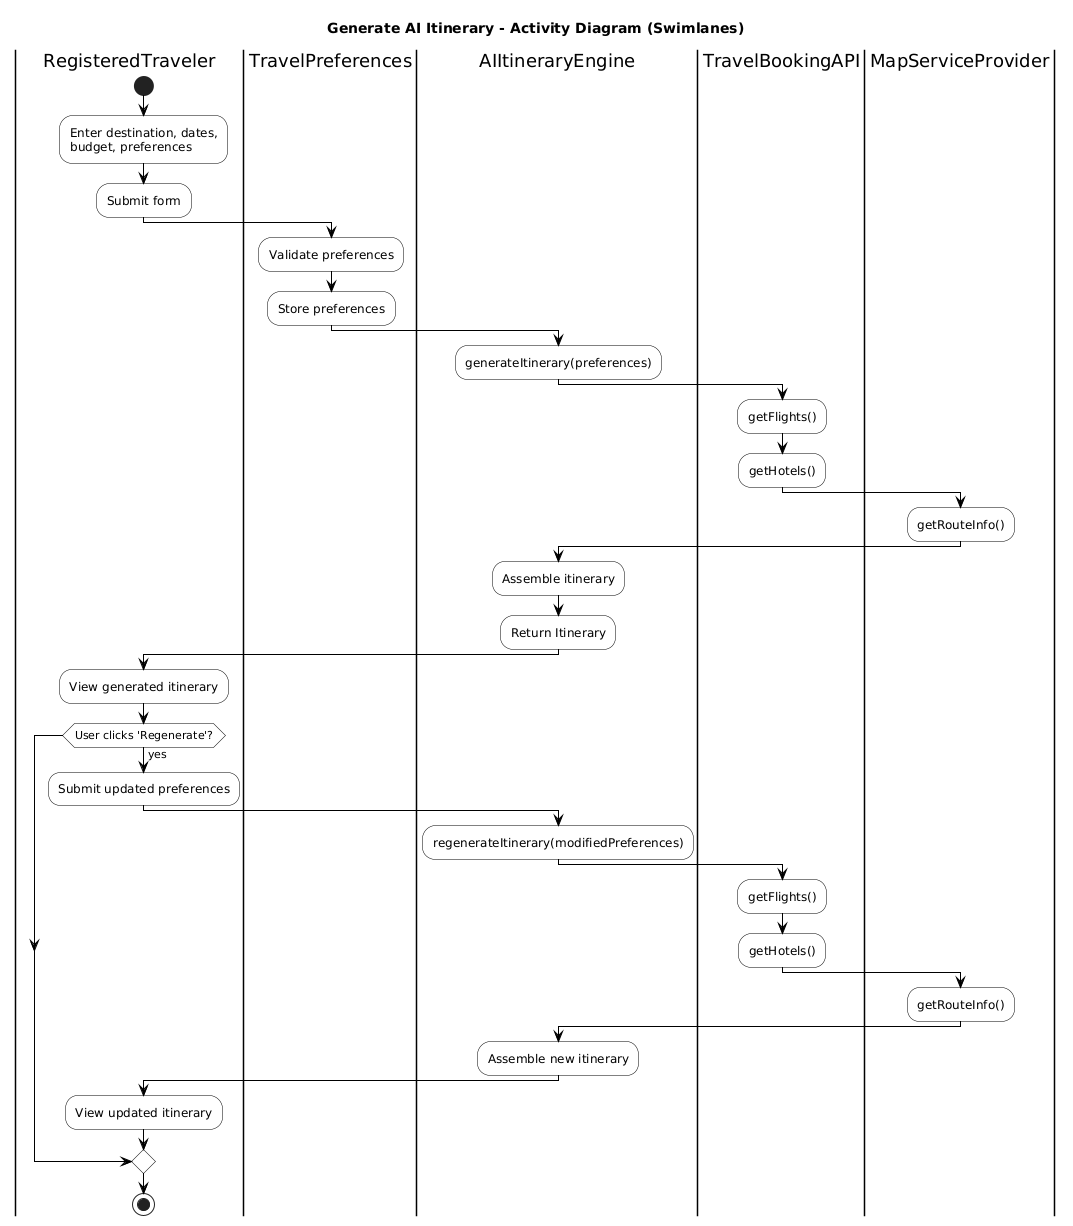 Generate AI Itinerary - Activity Diagram (Swimlanes)
RegisteredTraveler
TravelPreferences
AIItineraryEngine
TravelBookingAPI
MapServiceProvider
Enter destination, dates,
budget, preferences
Submit form
Validate preferences
Store preferences
generateItinerary(preferences)
getFlights()
getHotels()
getRouteInfo()
Assemble itinerary
Return Itinerary
View generated itinerary
User clicks 'Regenerate'?
yes
Submit updated preferences
regenerateItinerary(modifiedPreferences)
getFlights()
getHotels()
getRouteInfo()
Assemble new itinerary
View updated itinerary